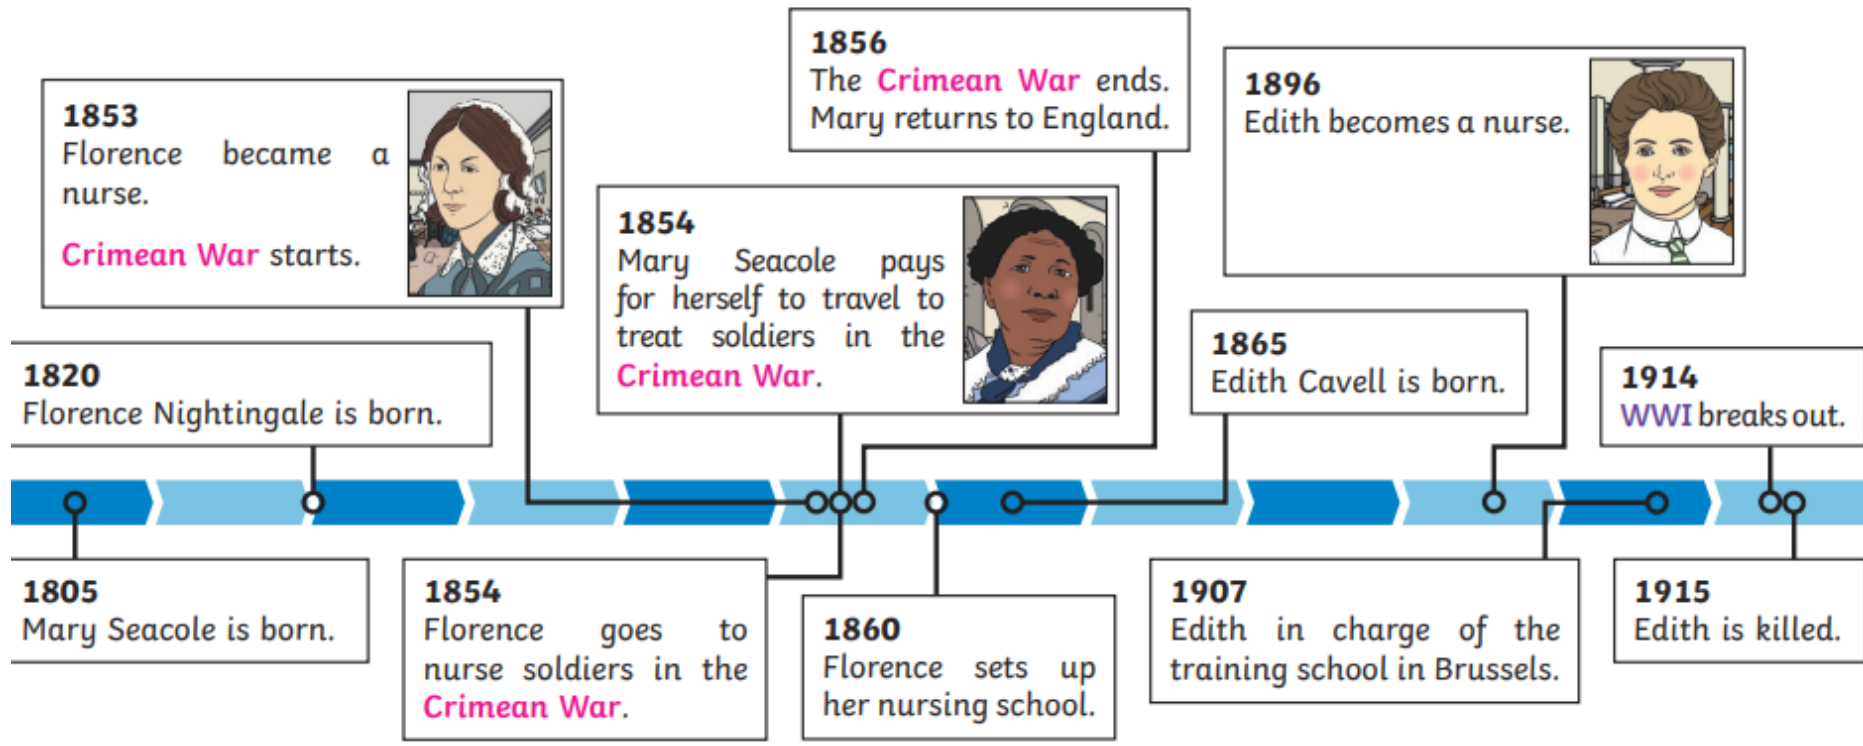 1853
Florence became a
nurse.
Crimean War starts.
1820
Florence Nightingale is born.
1854
Mary Seacole pays
for herself to travel to
treat soldiers in the
Crimean War.
1856
The Crimean War ends.
Mary returns to England.
1896
Edith becomes a nurse.
1865
Edith Cavell is born.
1914
WWI breaks out.
1805
Mary Seacole is born.
1854
Florence goes to
nurse soldiers in the
Crimean War.
1860
Florence sets up
her nursing school.
1907
Edith in charge of the
training school in Brussels.
1915
Edith is killed.